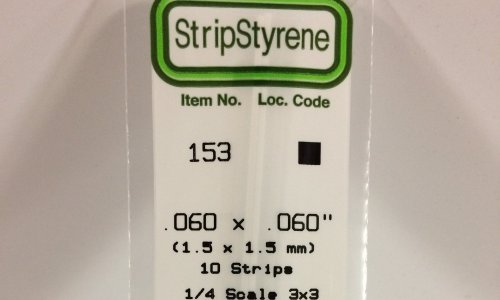 StripStyrene
Item No. Loc. Code
153
.060 x .060"
(1.5 x 1.5 mm)
10 Strips
1/4 Scale 3x3